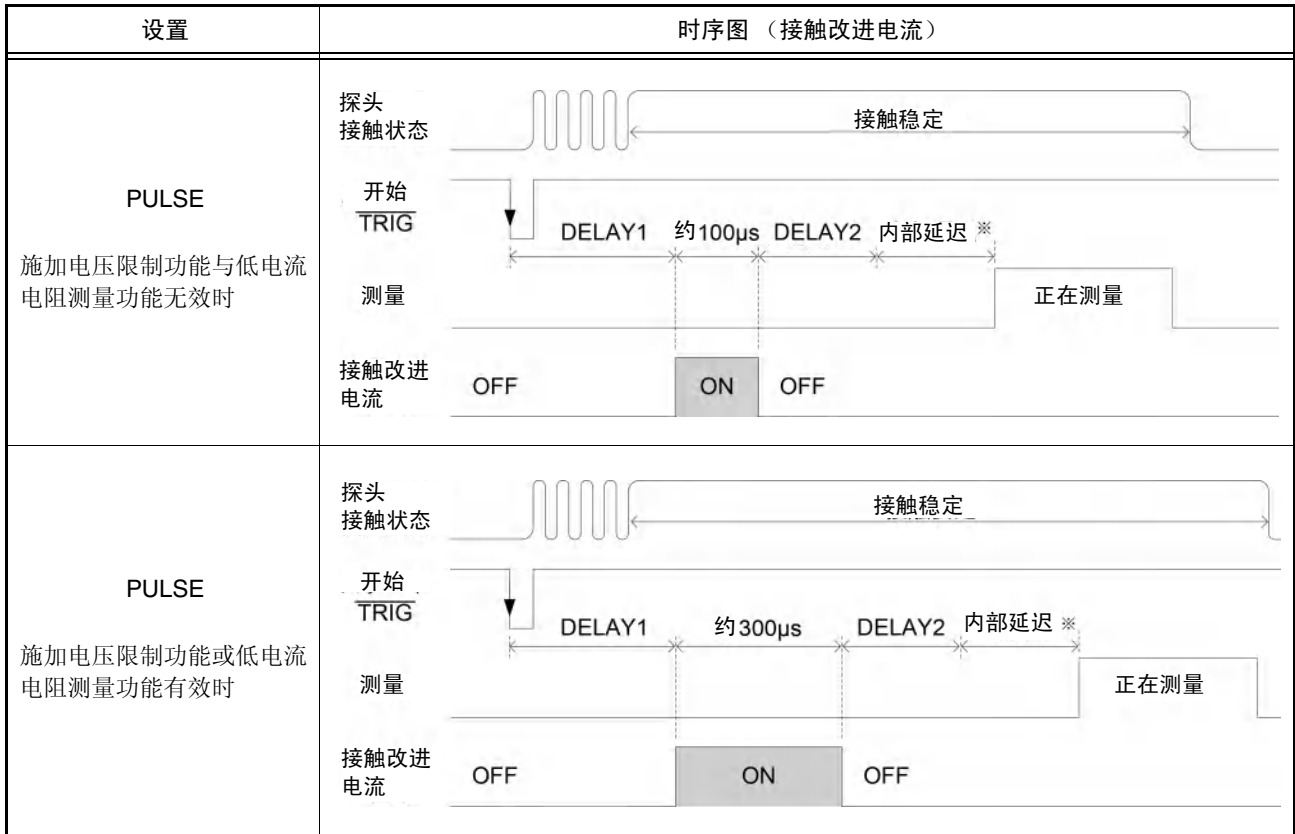 设置
时序图 （接触改进电流）
PULSE
施加电压限制功能与低电流
电阻测量功能无效时
探头
接触状态
接触稳定
开始
TRIG
DELAY1 约100μs DELAY2 内部延迟 ※
测量
正在测量
接触改进
电流
OFF ON OFF
PULSE
施加电压限制功能或低电流
电阻测量功能有效时
探头
接触状态
接触稳定
开始
TRIG
DELAY1 约300μs DELAY2 内部延迟 ※
测量
正在测量
接触改进
电流
OFF ON OFF